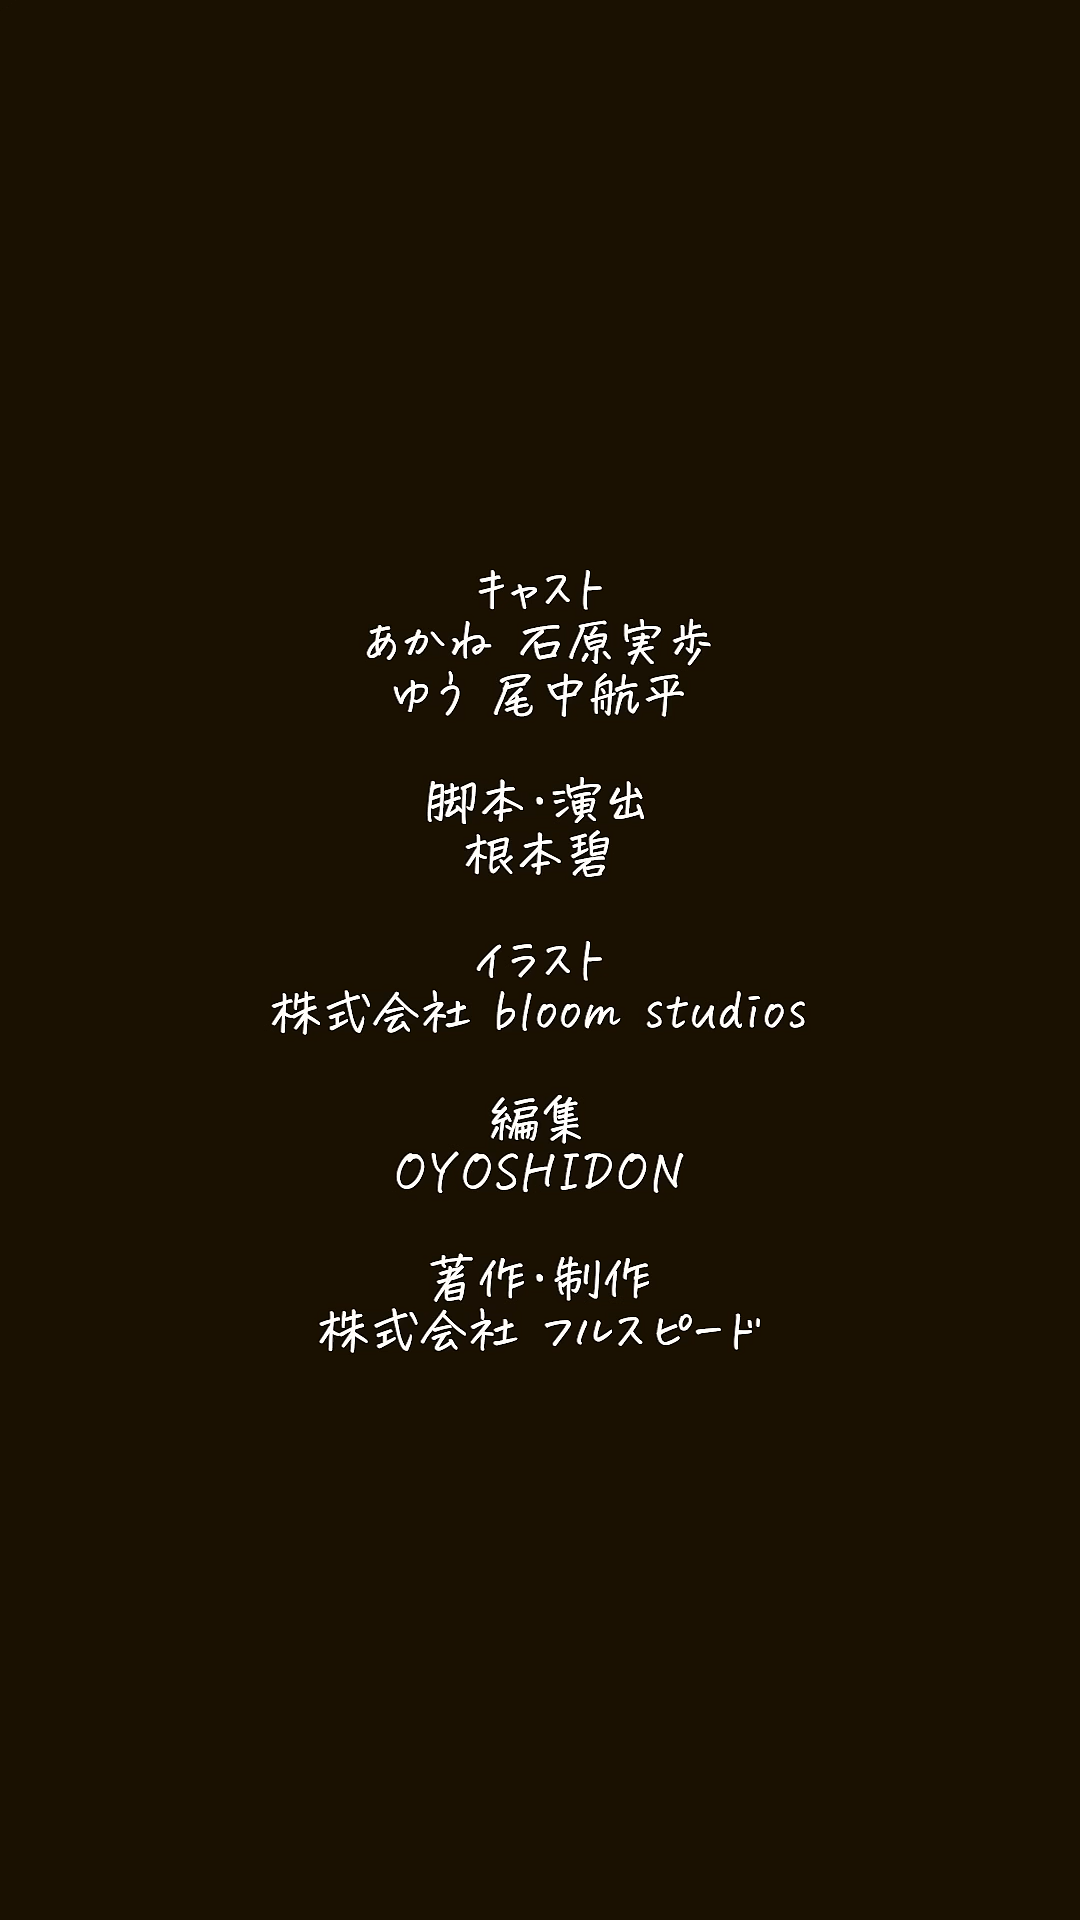 キャスト
あかね 石原実歩
ゆう 尾中航平
脚本・演出
根本碧
イラスト
株式会社 bloom studios
編集
OYOSHIDON
著作・制作
株式会社 フルスピード